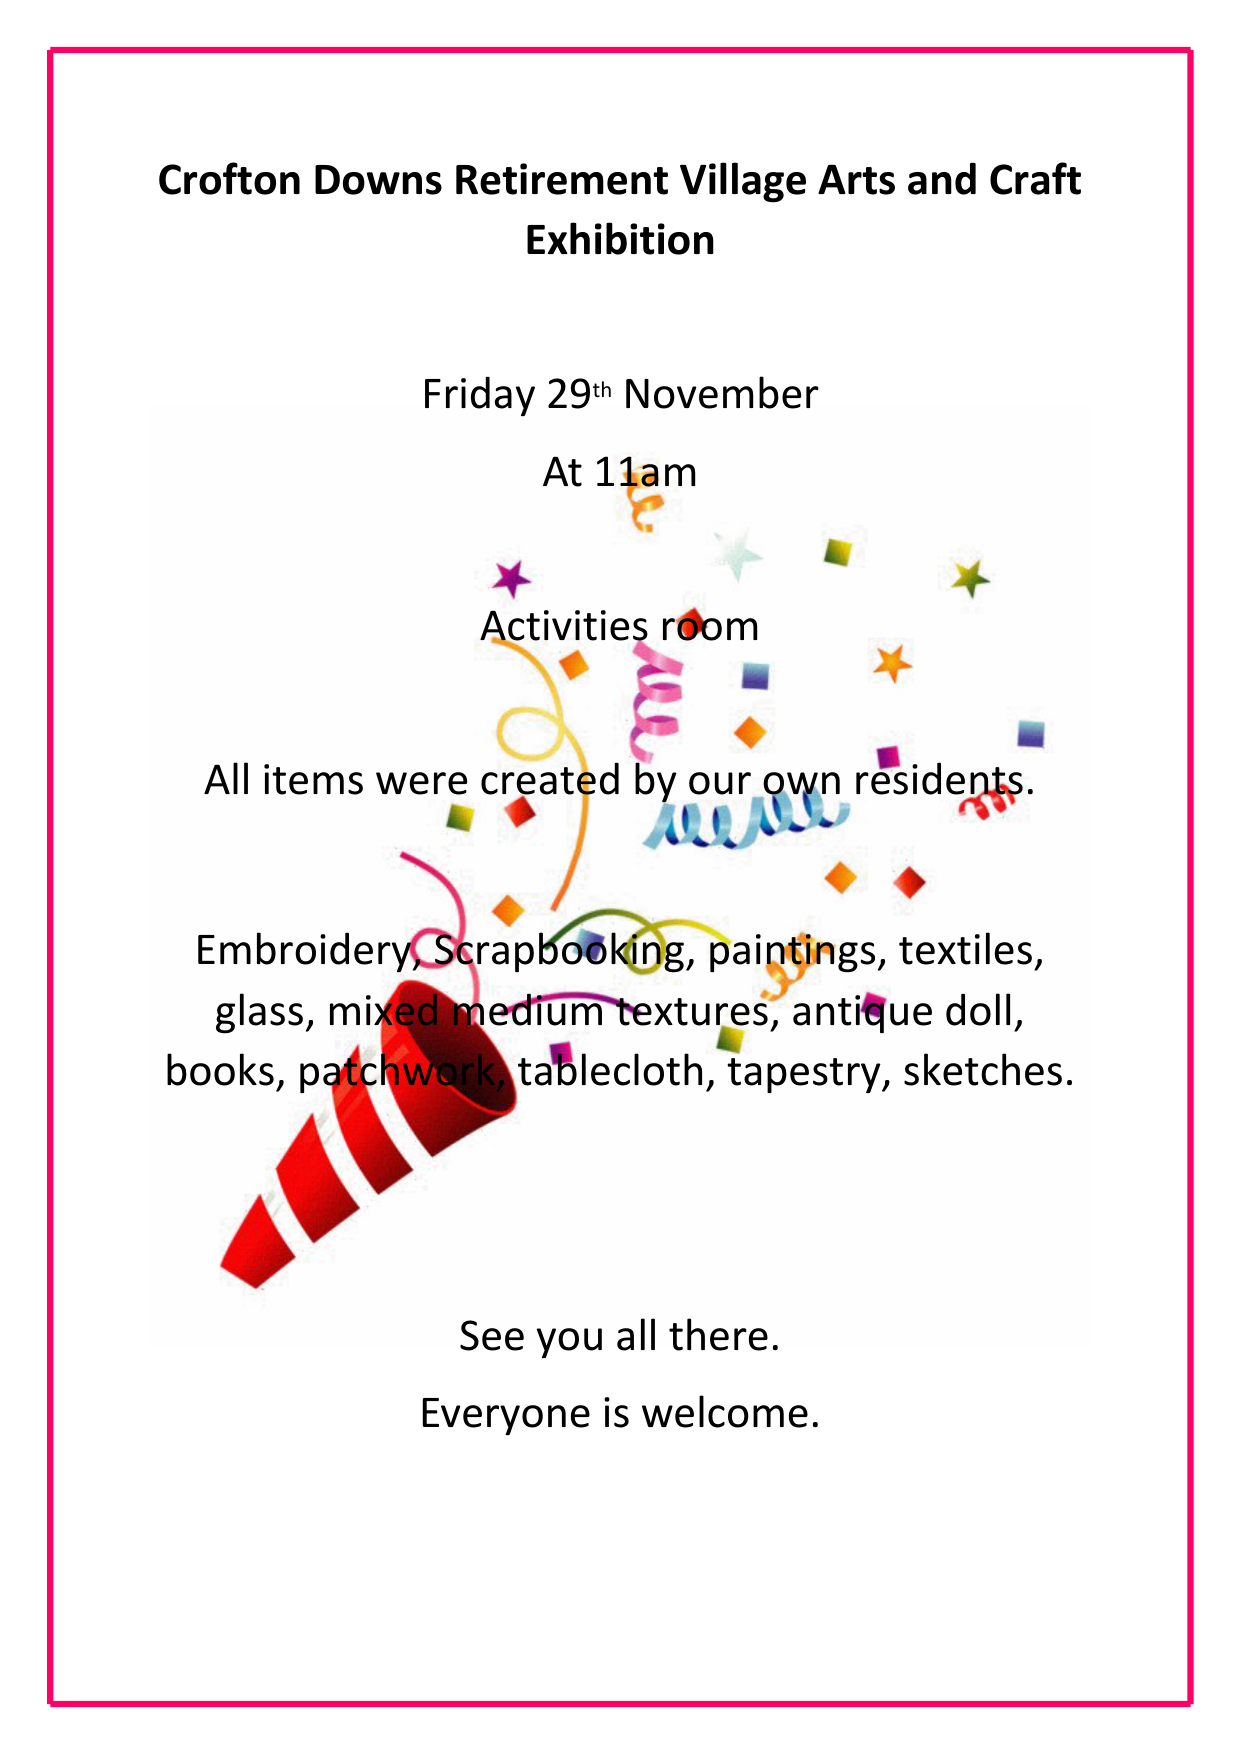 Crofton Downs Retirement Village Arts and Craft
Exhibition
Friday 29th November
At 11am
Activities room
All items were created by our own residents.
Embroidery, Scrapbooking, paintings, textiles,
glass, mixed medium textures, antique doll,
books, patchwork, tablecloth, tapestry, sketches.
See you all there.
Everyone is welcome.